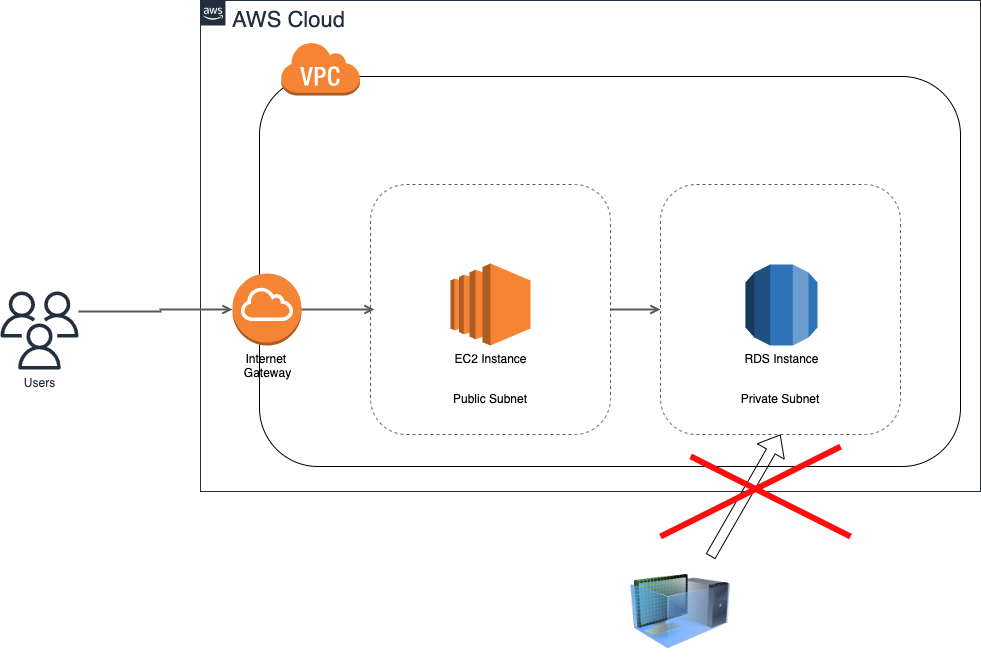 aws
AWS Cloud
VPC
Users
Internet
Gateway
EC2 Instance
Public Subnet
RDS Instance
Private Subnet